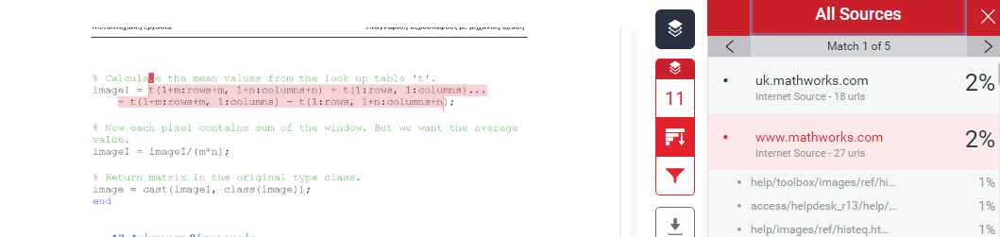 % Calculate the mean values from the look up table 't'.
imageI = t(1+m:rows+m, 1+n:columns+n) + t(1:rows, 1:columns)...
- t(1+m:rows+m, 1:columns) - t(1:rows, 1+n:columns+n);
% Now each pixel contains sum of the window. But we want the average
value.
imageI = imageI/(m*n);
% Return matrix in the original type class.
image = cast(imageI, class(image));
end
11
All Sources
Match 1 of 5
uk.mathworks.com 2%
Internet Source - 18 urls
www.mathworks.com 2%
Internet Source - 27 urls
help/toolbox/images/ref/hi... 1%
access/helpdesk_r13/help/... 1%
help/images/ref/histeq.ht... 1%